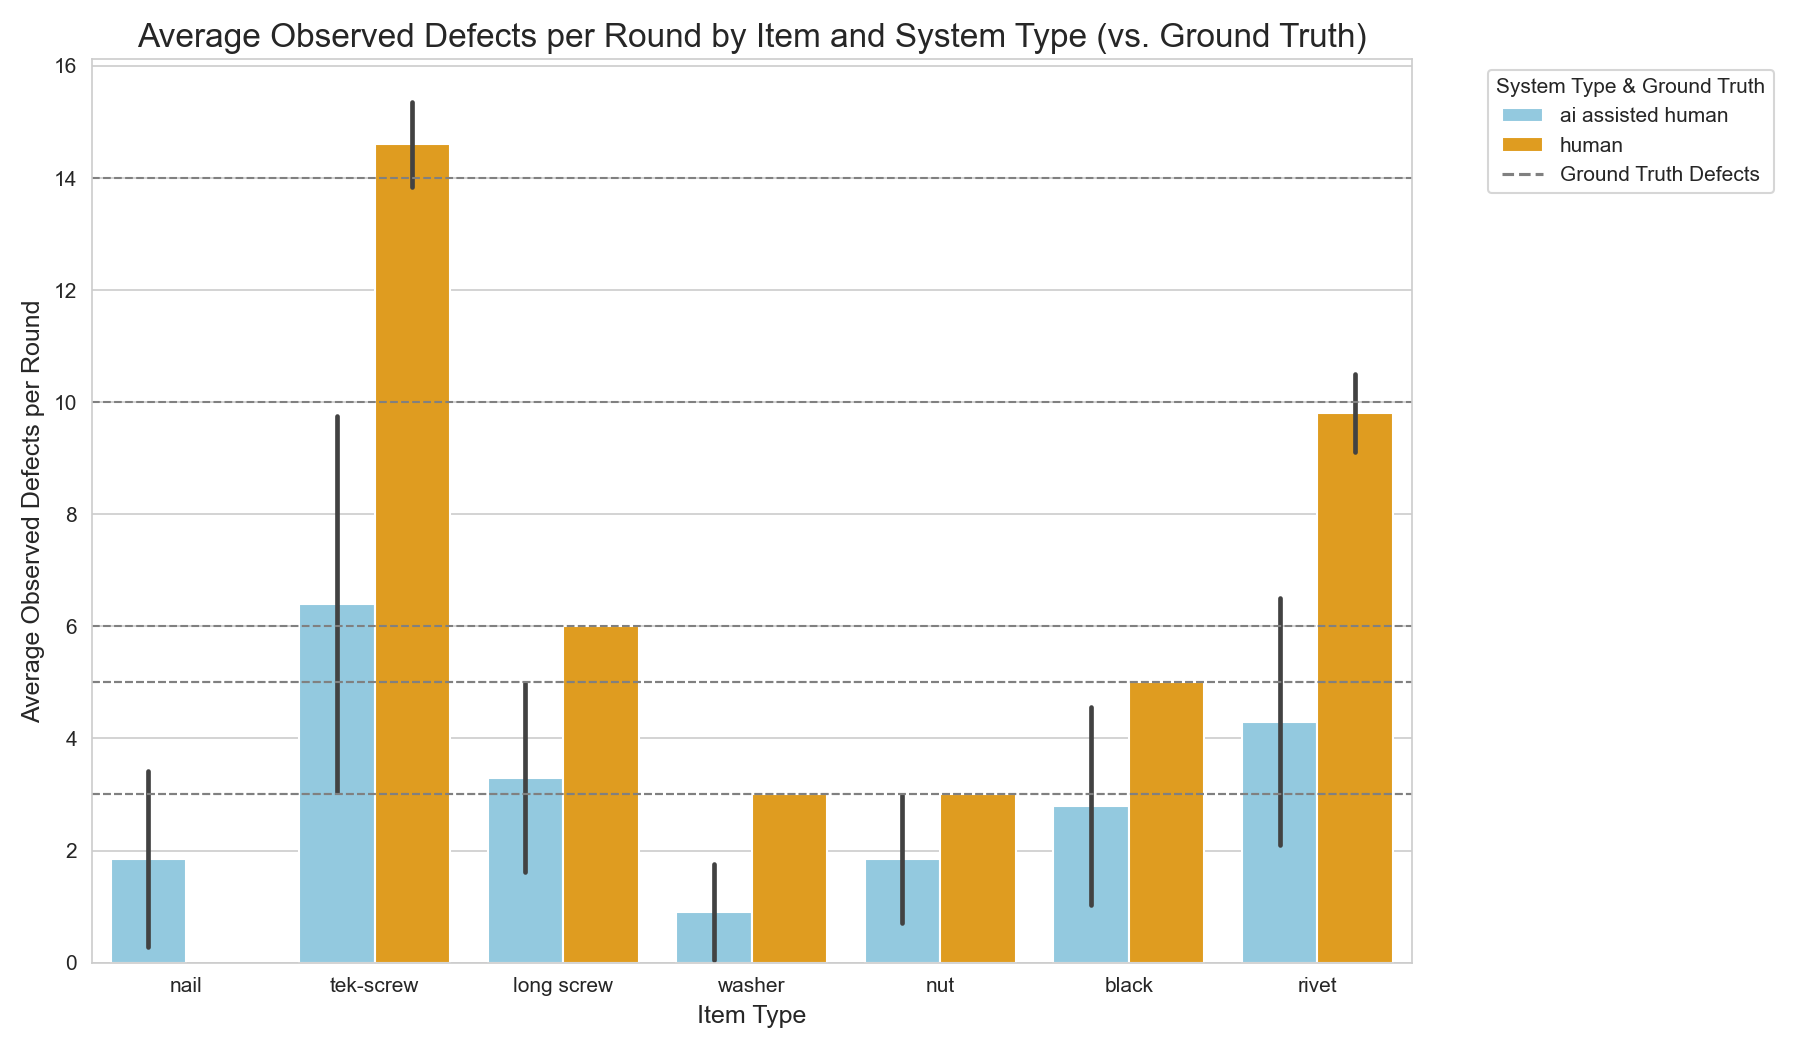 Average Observed Defects per Round by Item and System Type (vs. Ground Truth)
System Type & Ground Truth
ai assisted human
human
Ground Truth Defects
Average Observed Defects per Round
16
14
12
10
8
6
4
2
0
nail
tek-screw
long screw
washer
nut
black
rivet
Item Type